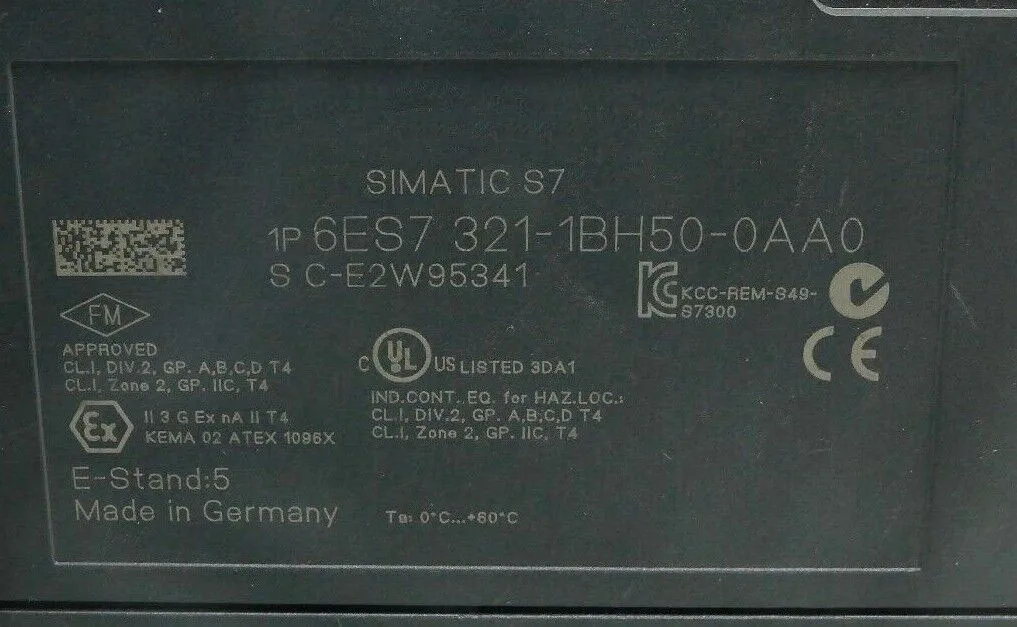 SIMATIC S7
1P 6ES7 321-1BH50-0AA0
S C-E2W95341
KCC-REM-S49-
S7300
FM
APPROVED
CL.I, DIV.2, GP. A,B,C,D T4
CL.I, Zone 2, GP. IIC, T4
C UL US LISTED 3DA1
IND.CONT. EQ. for HAZ.LOC.:
CL.I, DIV.2, GP. A,B,C,D T4
CL.I, Zone 2, GP. IIC, T4
CE
Ex II 3 G Ex nA II T4
KEMA 02 ATEX 1096X
E-Stand:5
Made in Germany
Ta: 0°C...+60°C